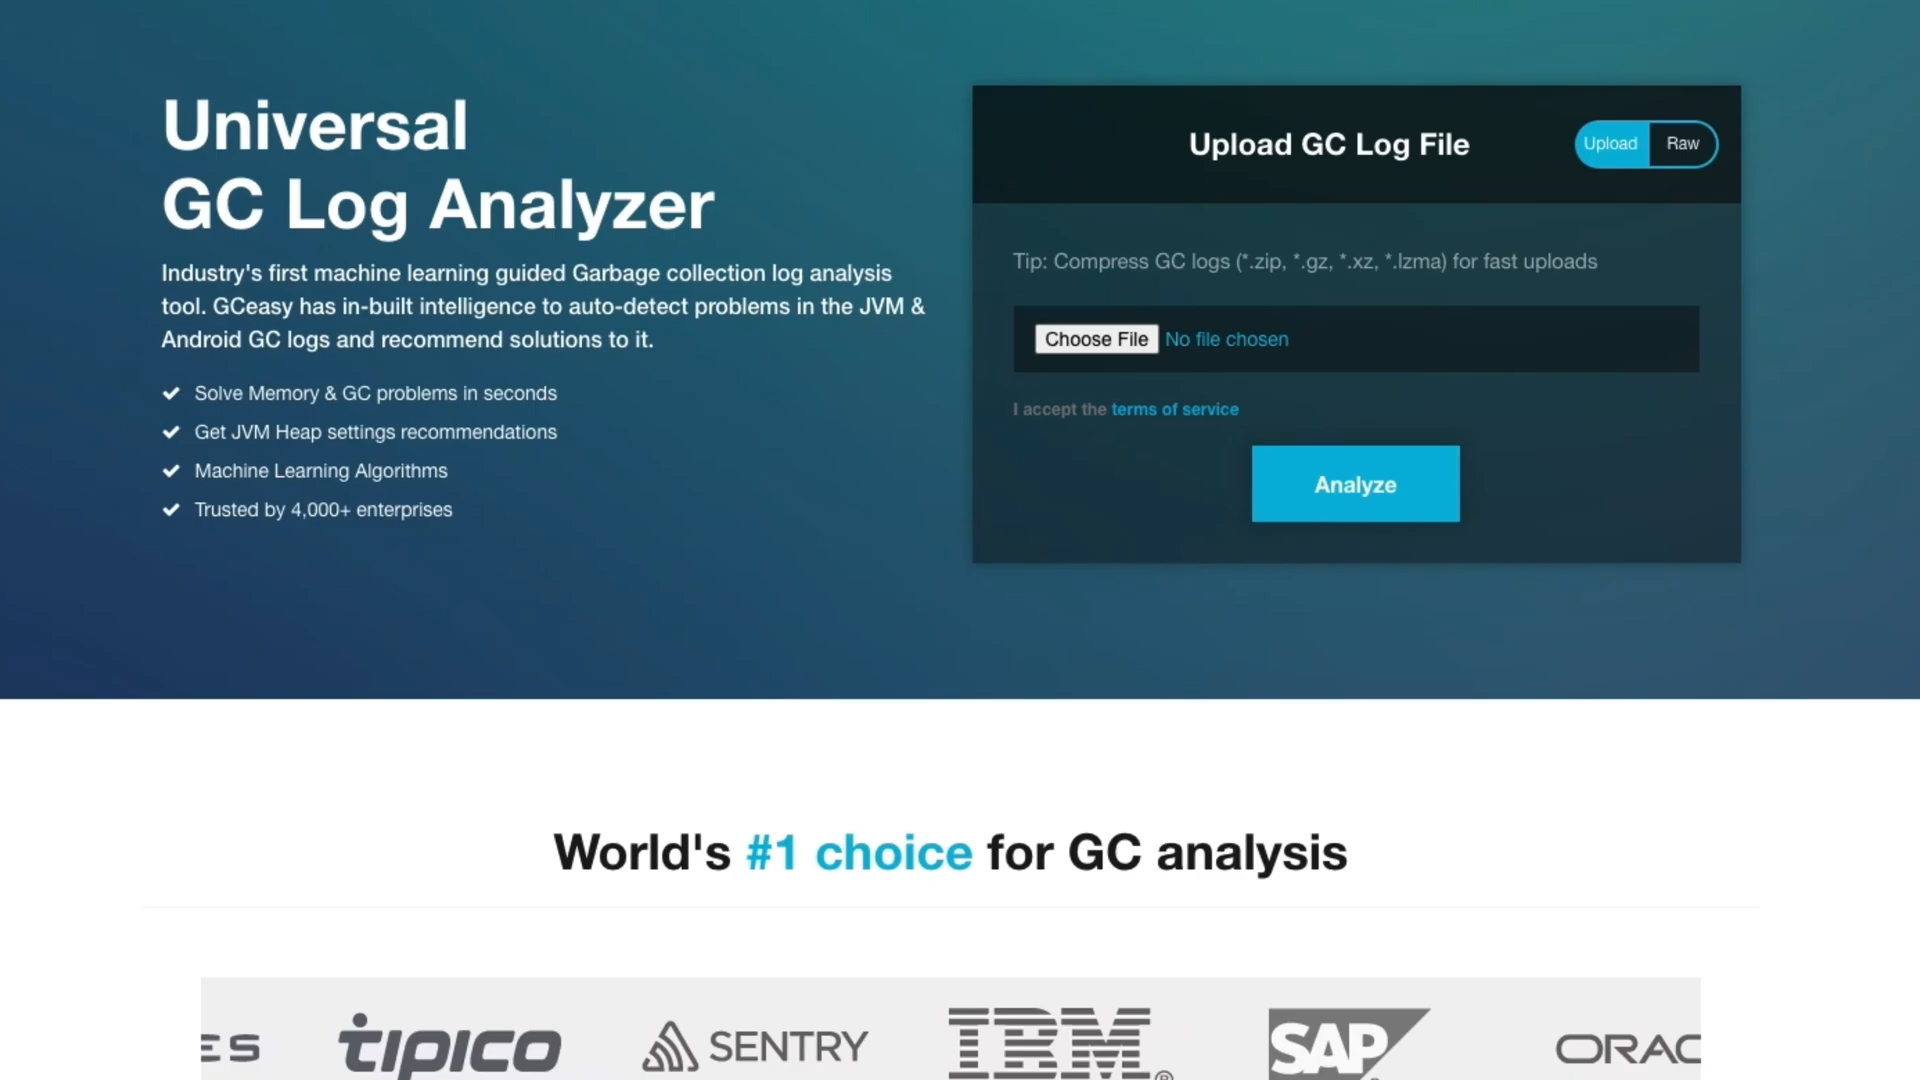 Universal
GC Log Analyzer
Industry's first machine learning guided Garbage collection log analysis
tool. GCeasy has in-built intelligence to auto-detect problems in the JVM &
Android GC logs and recommend solutions to it.
Solve Memory & GC problems in seconds
Get JVM Heap settings recommendations
Machine Learning Algorithms
Trusted by 4,000+ enterprises
Upload GC Log File
Upload Raw
Tip: Compress GC logs (*.zip, *.gz, *.xz, *.lzma) for fast uploads
Choose File No file chosen
I accept the terms of service
Analyze
World's #1 choice for GC analysis
ES tipico SENTRY IBM® SAP ORAC